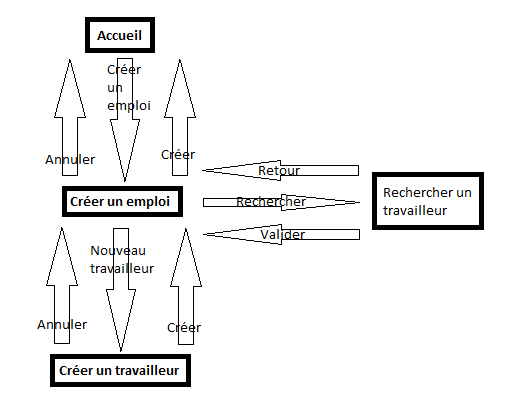 Accueil
Créer
un
emploi
Annuler
Créer
Retour
Rechercher un
travailleur
Créer un emploi
Rechercher
Valider
Nouveau
travailleur
Annuler
Créer
Créer un travailleur